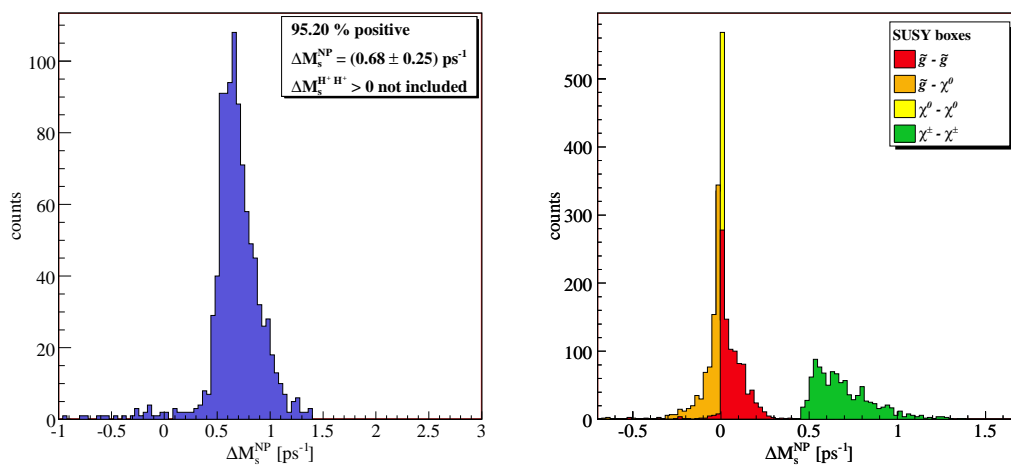 95.20 % positive
ΔM_s^NP = (0.68 ± 0.25) ps⁻¹
ΔM_s^{H⁺ H⁺} > 0 not included
counts
100
80
60
40
20
0
-1 -0.5 0 0.5 1 1.5 2 2.5 3
ΔM_s^NP [ps⁻¹]
SUSY boxes
g̃ - g̃
g̃ - χ⁰
χ⁰ - χ⁰
χ± - χ±
counts
500
400
300
200
100
0
-0.5 0 0.5 1 1.5
ΔM_s^NP [ps⁻¹]